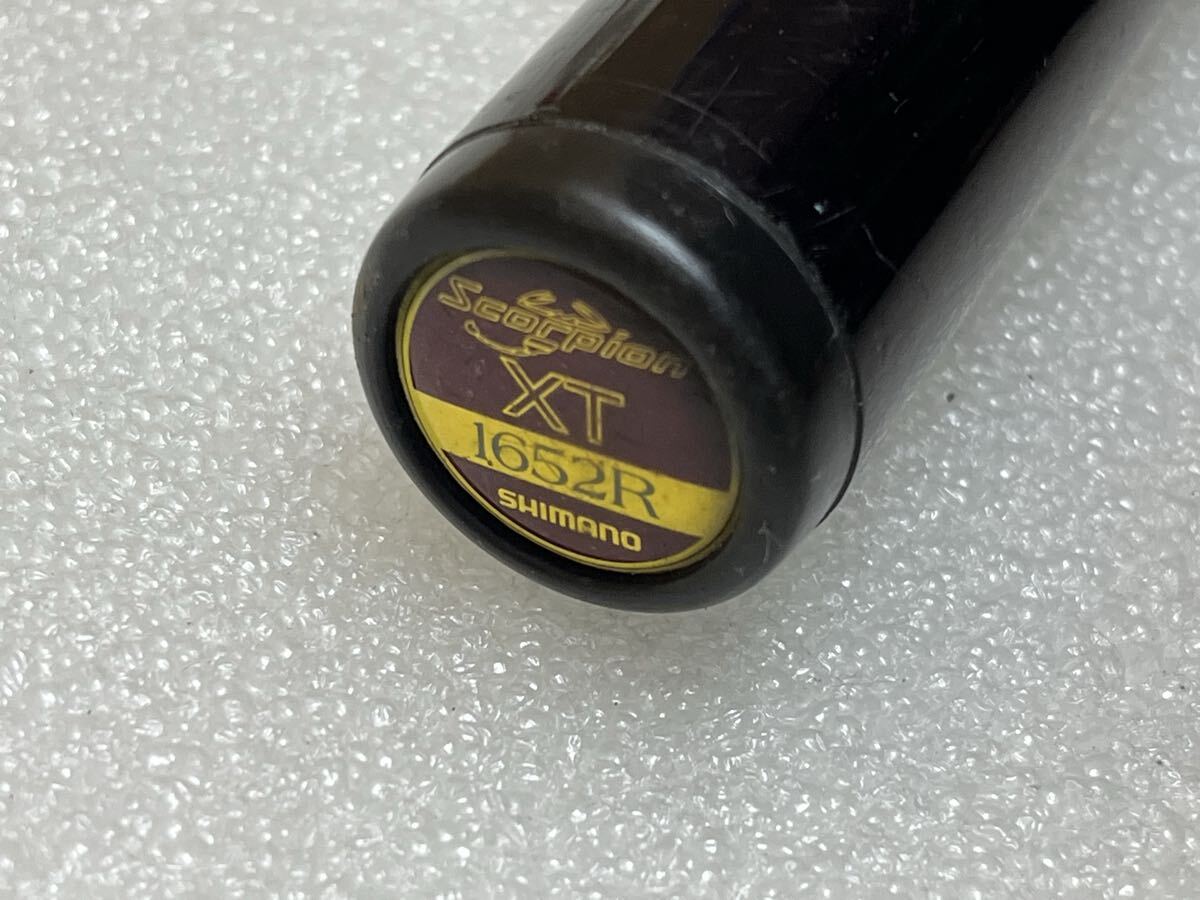 Scorpion
XT
1652R
SHIMANO